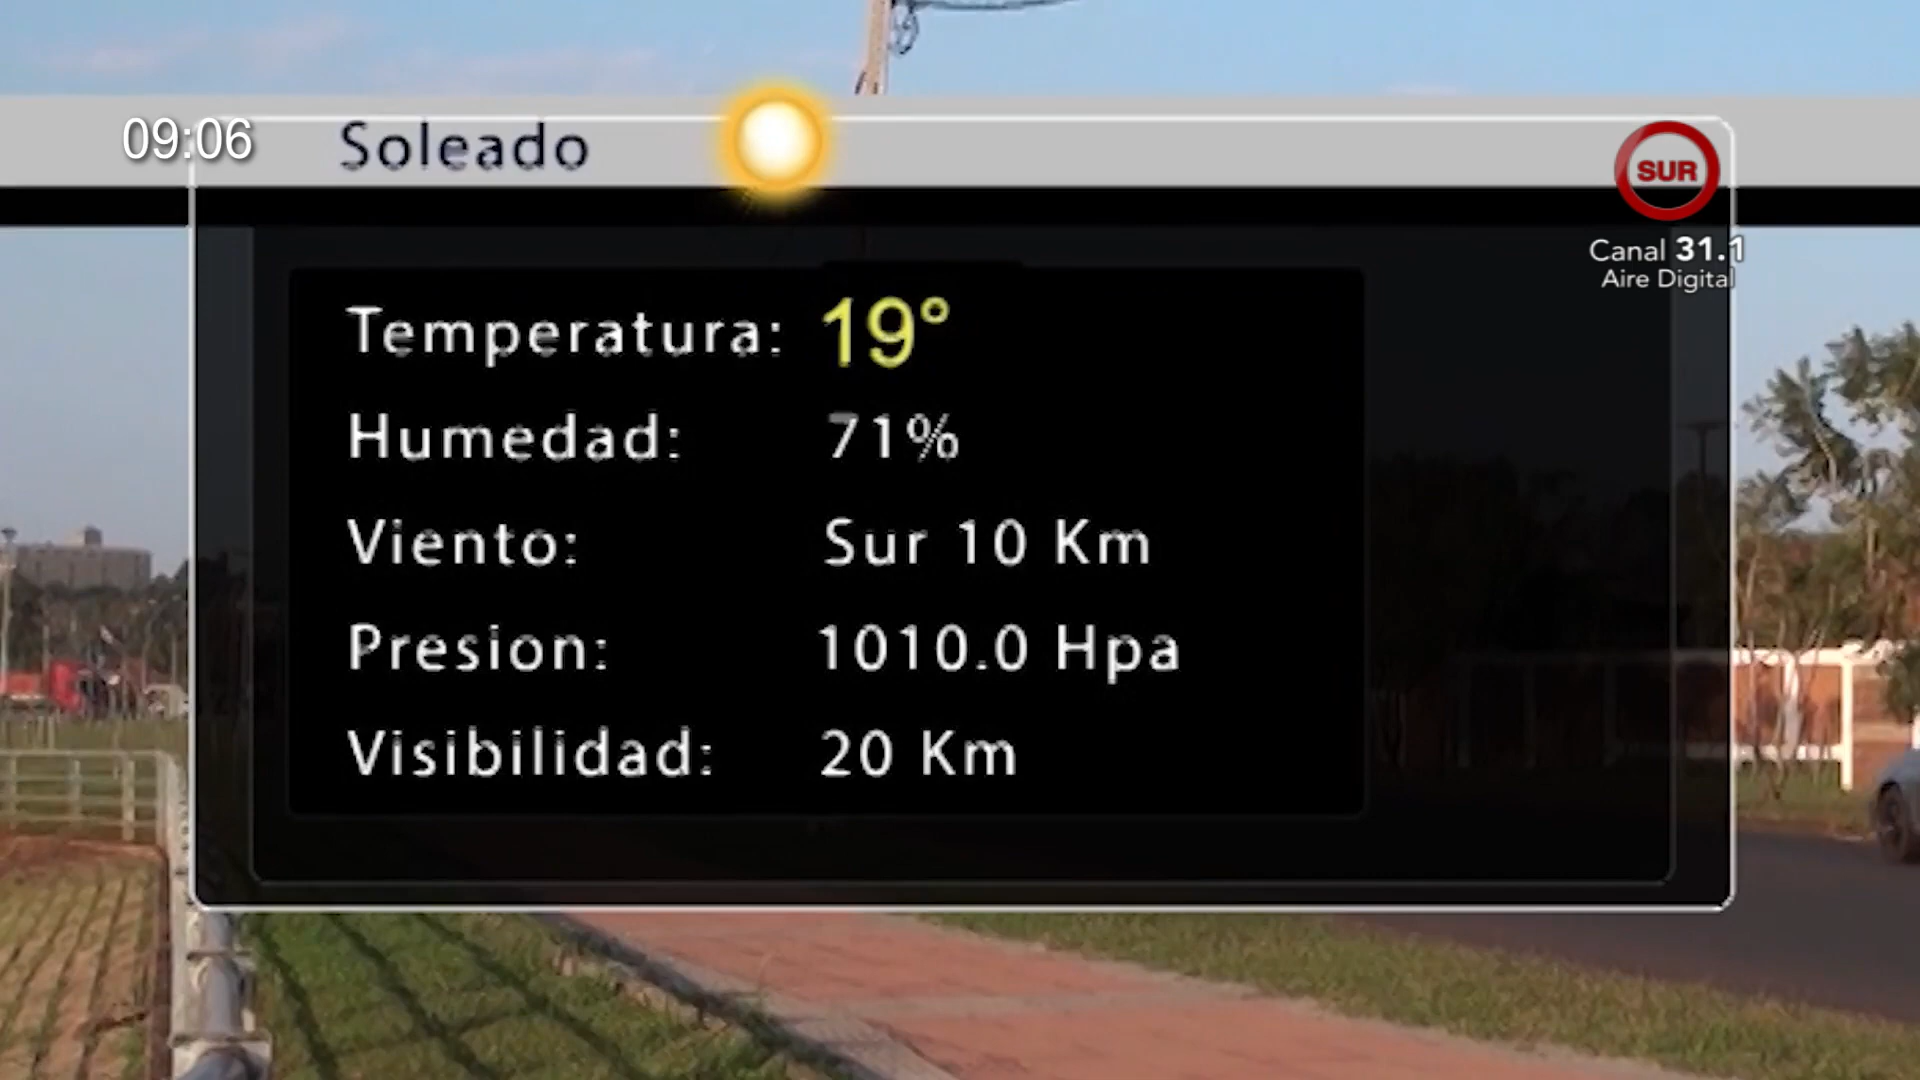 09:06
Soleado
SUR
Canal 31.1
Aire Digital
Temperatura: 19°
Humedad: 71%
Viento: Sur 10 Km
Presion: 1010.0 Hpa
Visibilidad: 20 Km